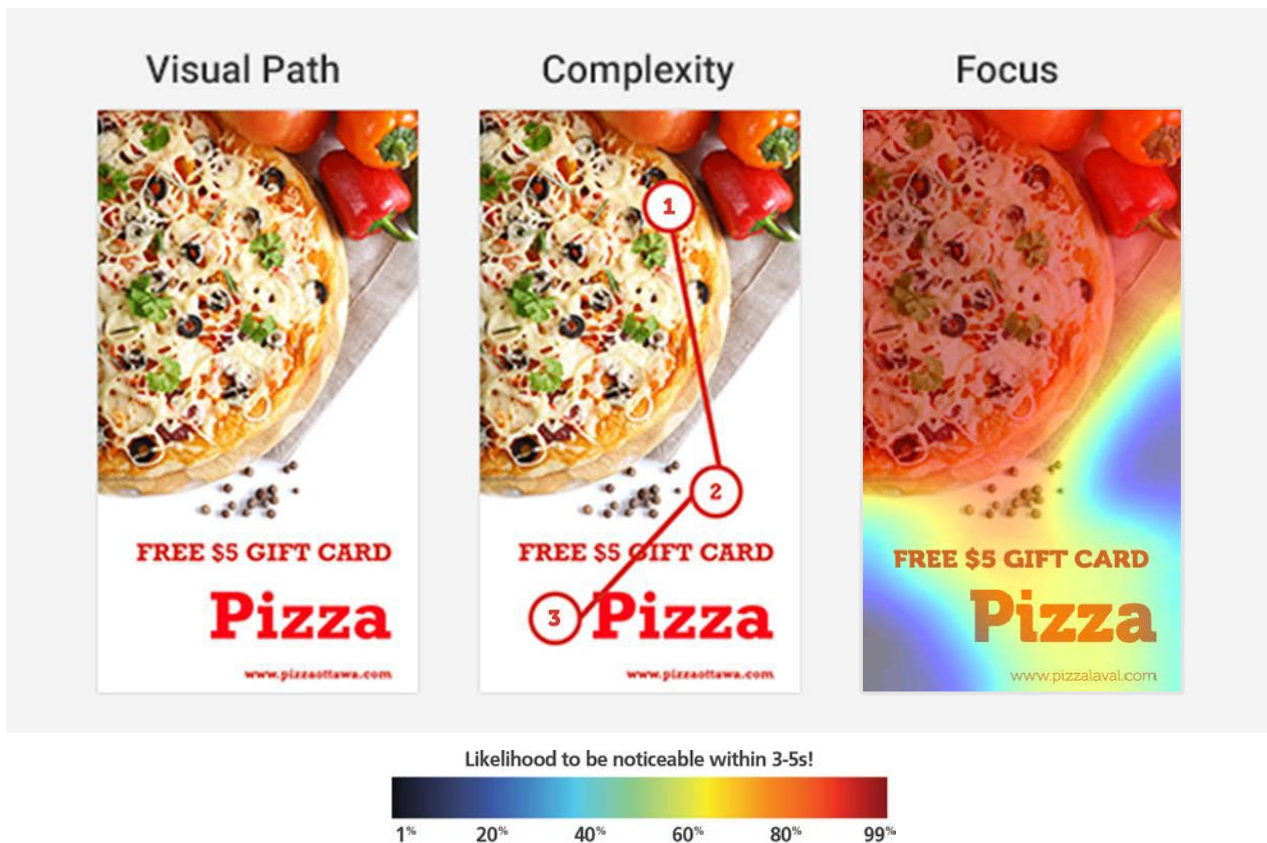 Visual Path
Complexity
Focus
FREE $5 GIFT CARD
Pizza
www.pizzaottawa.com
1
2
FREE $5 GIFT CARD
3
Pizza
www.pizzaottawa.com
FREE $5 GIFT CARD
Pizza
www.pizzalaval.com
Likelihood to be noticeable within 3-5s!
1% 20% 40% 60% 80% 99%